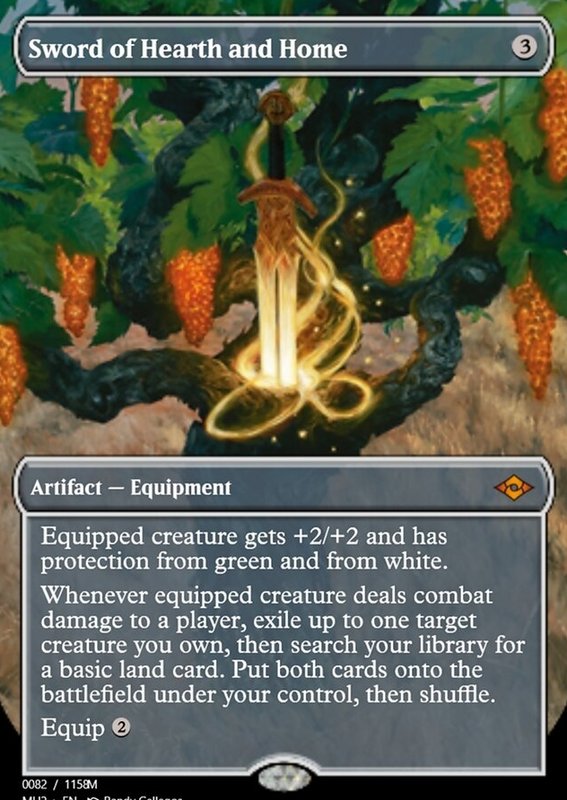 Sword of Hearth and Home 3
Artifact — Equipment
Equipped creature gets +2/+2 and has
protection from green and from white.
Whenever equipped creature deals combat
damage to a player, exile up to one target
creature you own, then search your library for
a basic land card. Put both cards onto the
battlefield under your control, then shuffle.
Equip 2
0082 / 1158M